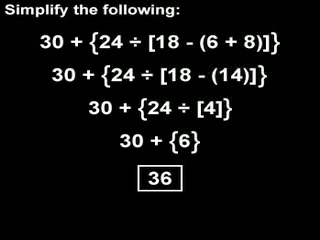 Simplify the following:
30 + {24 ÷ [18 - (6 + 8)]}
30 + {24 ÷ [18 - (14)]}
30 + {24 ÷ [4]}
30 + {6}
36